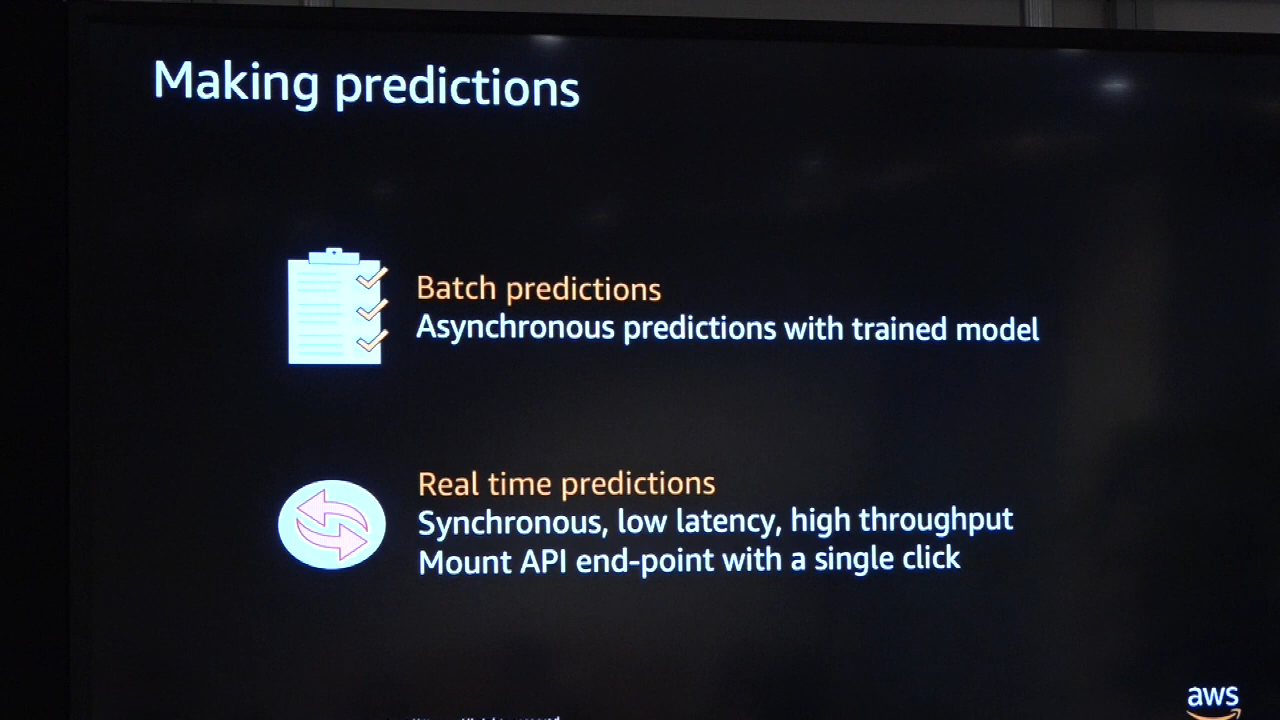 Making predictions
Batch predictions
Asynchronous predictions with trained model
Real time predictions
Synchronous, low latency, high throughput
Mount API end-point with a single click
aws